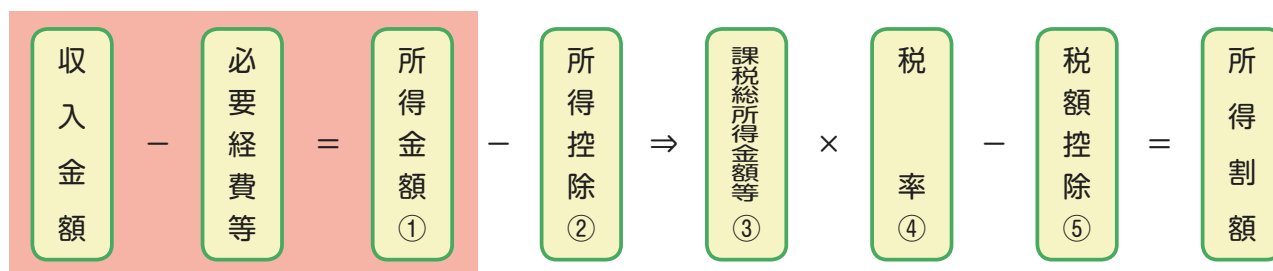 収入金額
－
必要経費等
＝
所得金額①
－
所得控除②
⇒
課税総所得金額等③
×
税率④
－
税額控除⑤
＝
所得割額